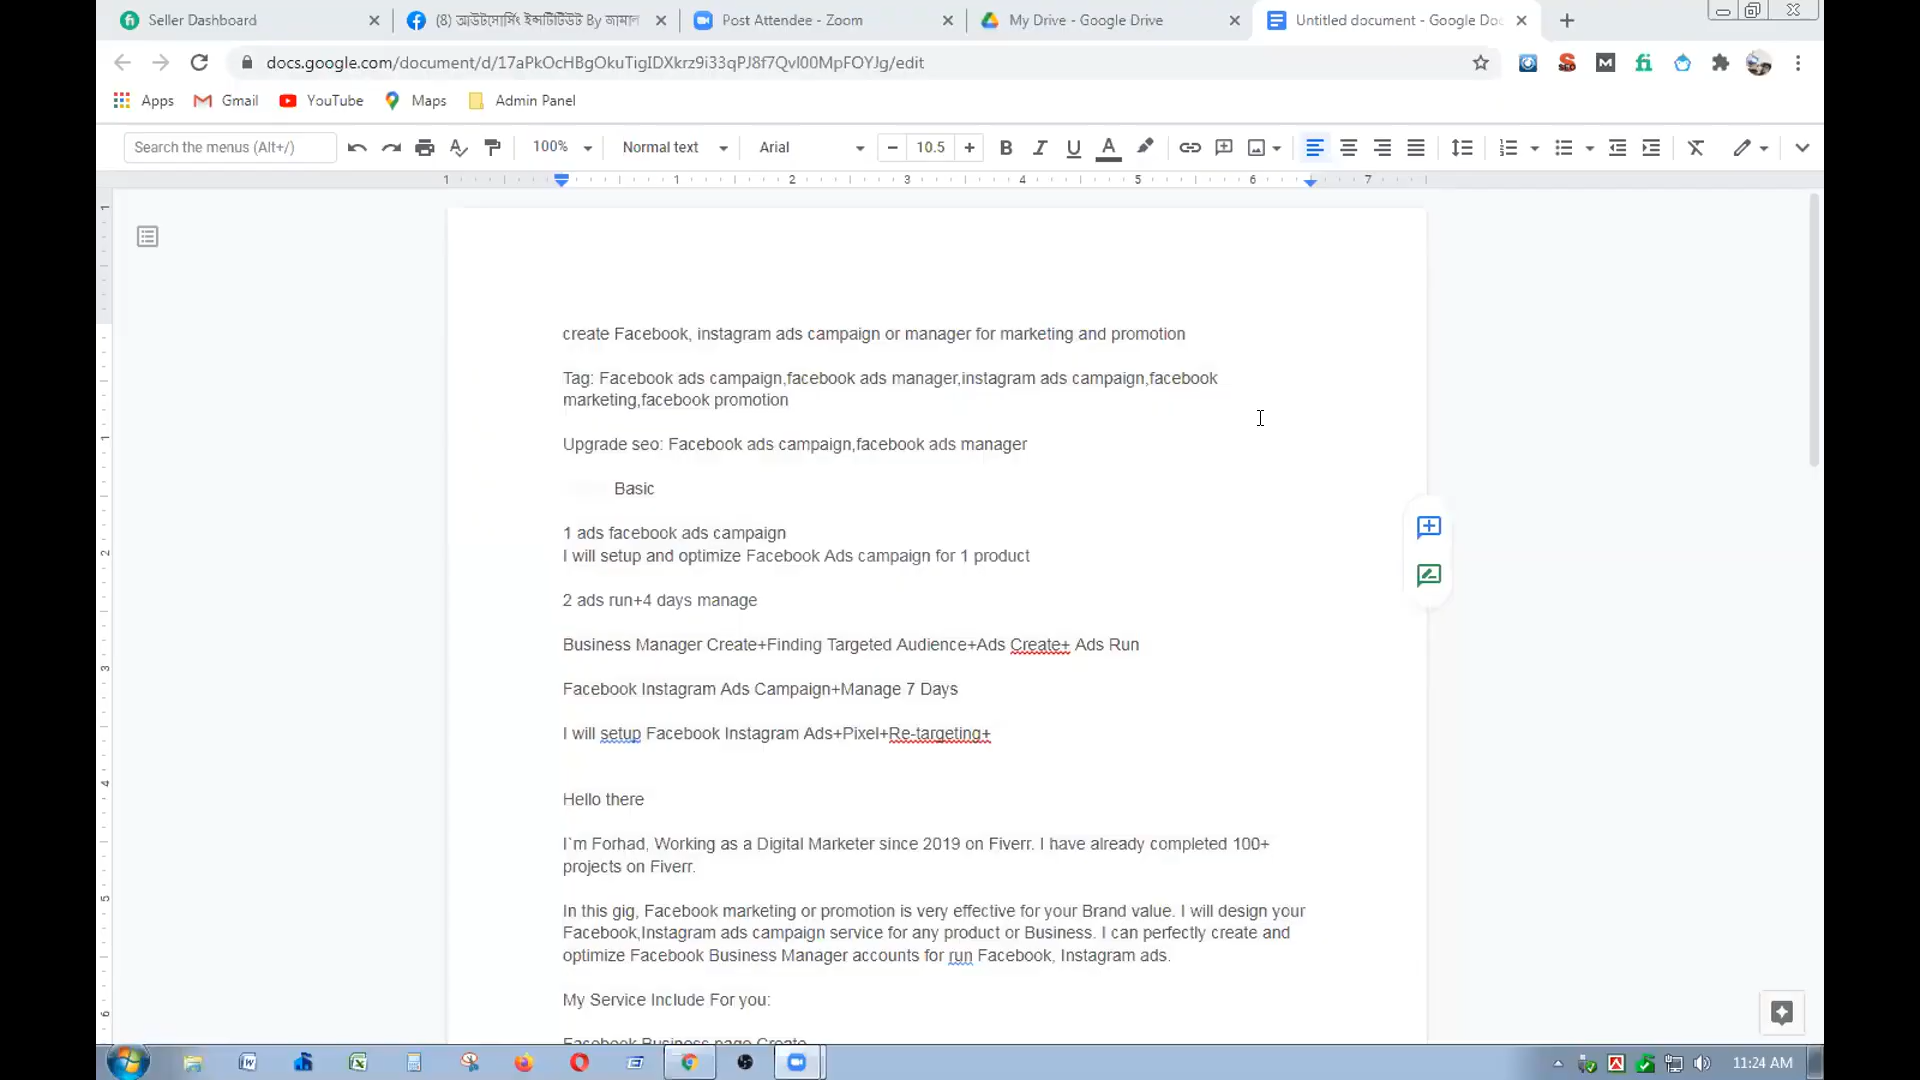 Seller Dashboard
(8) আউটসোর্সিং ইন্সটিটিউট By জামাল
Post Attendee - Zoom
My Drive - Google Drive
Untitled document - Google Doc
docs.google.com/document/d/17aPkOcHBgOkuTigIDXkrz9i33qPJ8f7Qvl00MpFOYJg/edit
Apps
Gmail
YouTube
Maps
Admin Panel
Search the menus (Alt+/)
100%
Normal text
Arial
10.5
1 1 2 3 4 5 6 7
create Facebook, instagram ads campaign or manager for marketing and promotion
Tag: Facebook ads campaign,facebook ads manager,instagram ads campaign,facebook
marketing,facebook promotion
Upgrade seo: Facebook ads campaign,facebook ads manager
Basic
1 ads facebook ads campaign
I will setup and optimize Facebook Ads campaign for 1 product
2 ads run+4 days manage
Business Manager Create+Finding Targeted Audience+Ads Create+ Ads Run
Facebook Instagram Ads Campaign+Manage 7 Days
I will setup Facebook Instagram Ads+Pixel+Re-targeting+
Hello there
I`m Forhad, Working as a Digital Marketer since 2019 on Fiverr. I have already completed 100+
projects on Fiverr.
In this gig, Facebook marketing or promotion is very effective for your Brand value. I will design your
Facebook,Instagram ads campaign service for any product or Business. I can perfectly create and
optimize Facebook Business Manager accounts for run Facebook, Instagram ads.
My Service Include For you:
Facebook Business page Create
11:24 AM